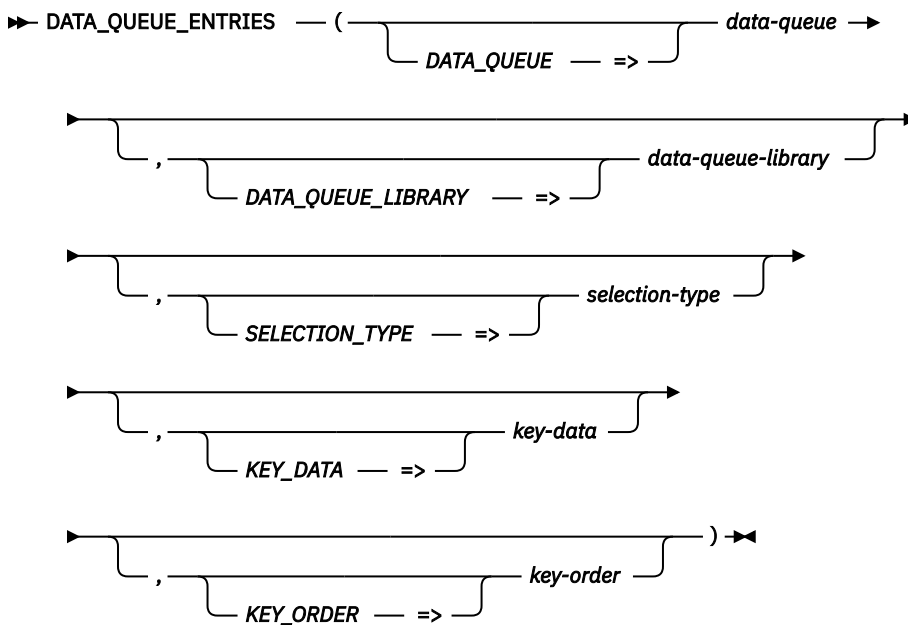 DATA_QUEUE_ENTRIES ( data-queue
DATA_QUEUE =>
, data-queue-library
DATA_QUEUE_LIBRARY =>
, selection-type
SELECTION_TYPE =>
, key-data
KEY_DATA =>
)
, key-order
KEY_ORDER =>